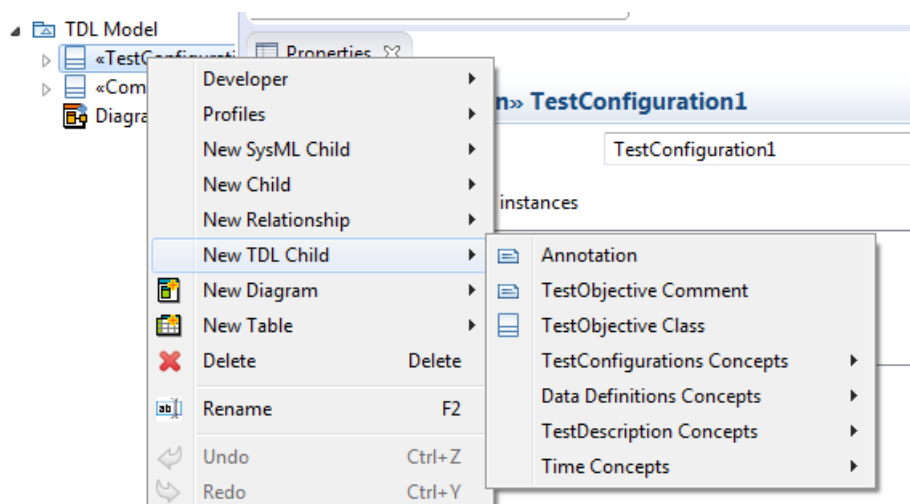 TDL Model
«TestConfigurati
«Com
Diagra
Properties
n» TestConfiguration1
TestConfiguration1
instances
Developer
Profiles
New SysML Child
New Child
New Relationship
New TDL Child
New Diagram
New Table
Delete Delete
Rename F2
Undo Ctrl+Z
Redo Ctrl+Y
Annotation
TestObjective Comment
TestObjective Class
TestConfigurations Concepts
Data Definitions Concepts
TestDescription Concepts
Time Concepts